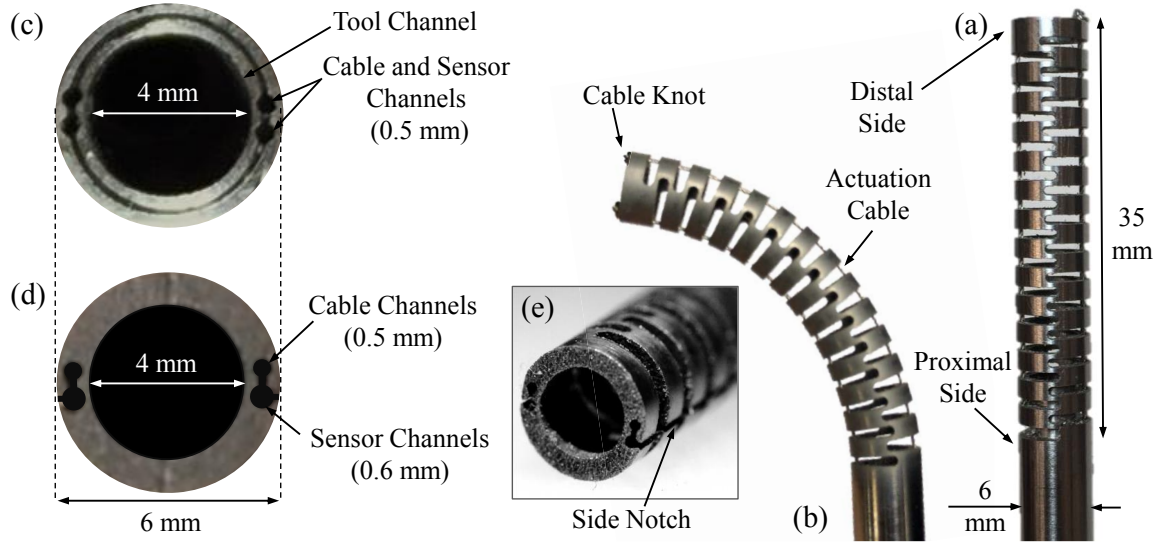 (c)
Tool Channel
Cable and Sensor
Channels
(0.5 mm)
4 mm
(d)
Cable Channels
(0.5 mm)
4 mm
Sensor Channels
(0.6 mm)
6 mm
Cable Knot
Actuation
Cable
(e)
Side Notch
(b)
(a)
Distal
Side
35
mm
Proximal
Side
6
mm